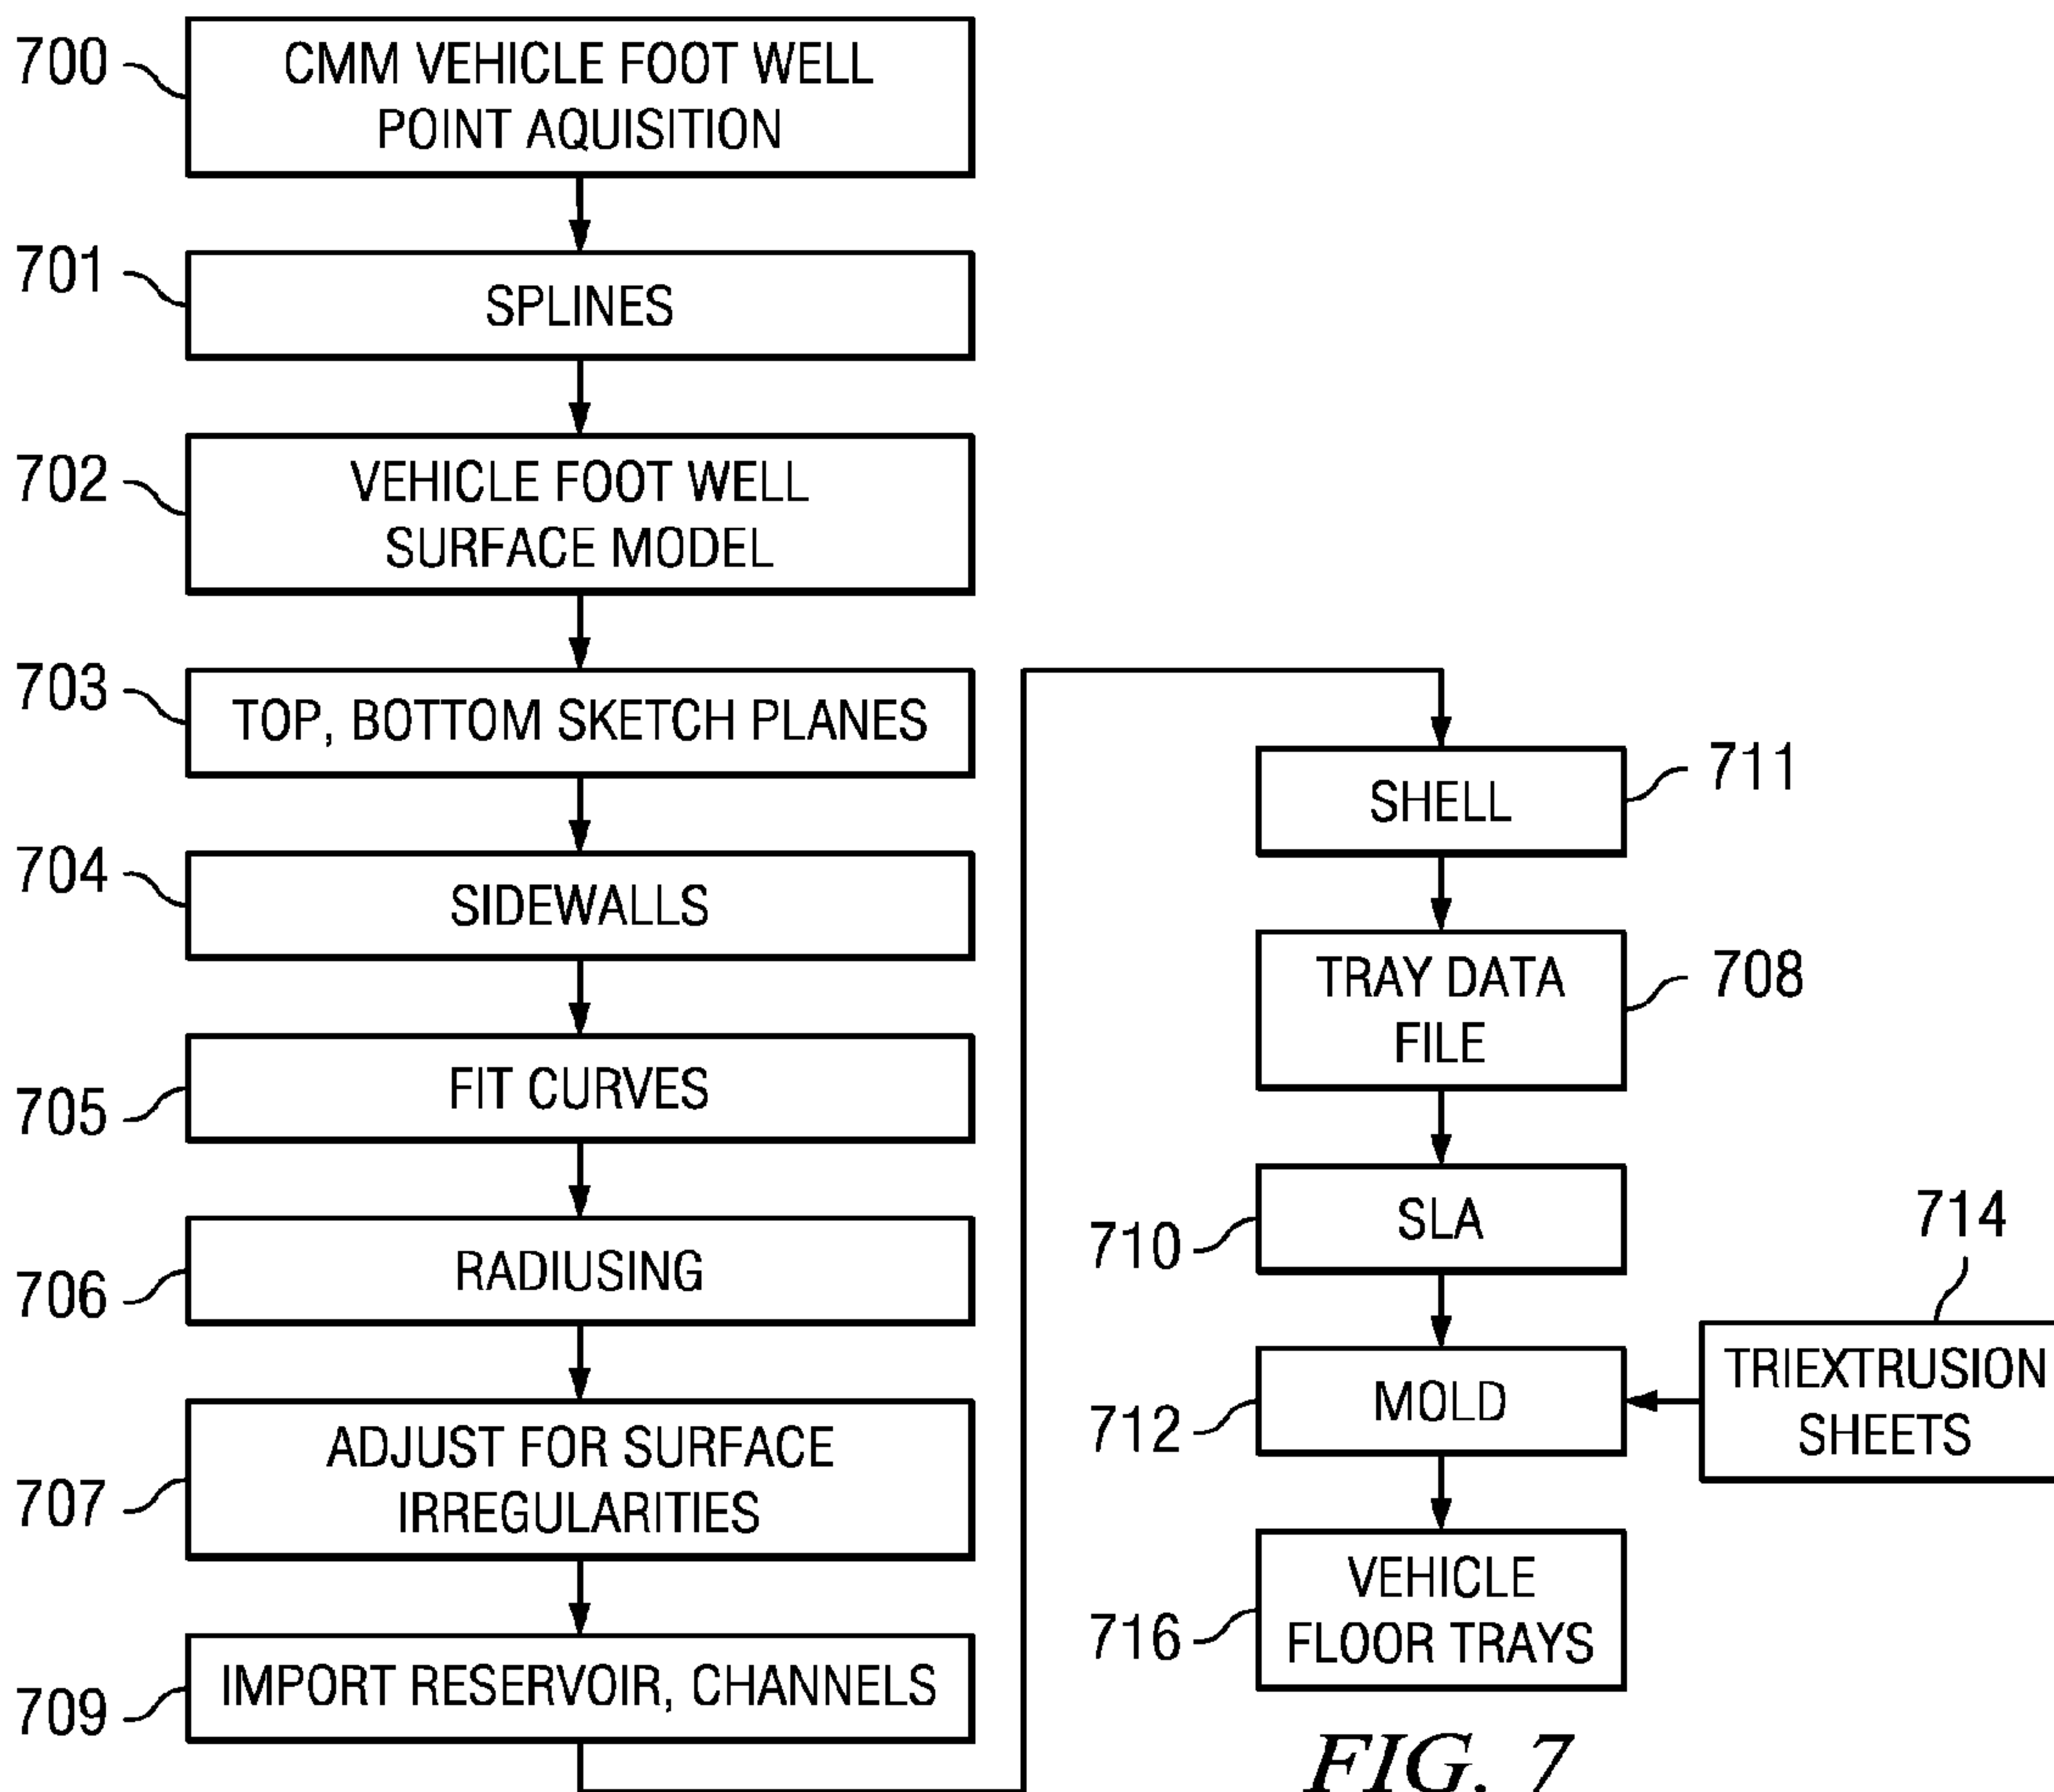 700
CMM VEHICLE FOOT WELL
POINT AQUISITION
701
SPLINES
702
VEHICLE FOOT WELL
SURFACE MODEL
703
TOP, BOTTOM SKETCH PLANES
704
SIDEWALLS
705
FIT CURVES
706
RADIUSING
707
ADJUST FOR SURFACE
IRREGULARITIES
709
IMPORT RESERVOIR, CHANNELS
711
SHELL
708
TRAY DATA
FILE
710
SLA
712
MOLD
714
TRIEXTRUSION
SHEETS
716
VEHICLE
FLOOR TRAYS
FIG. 7